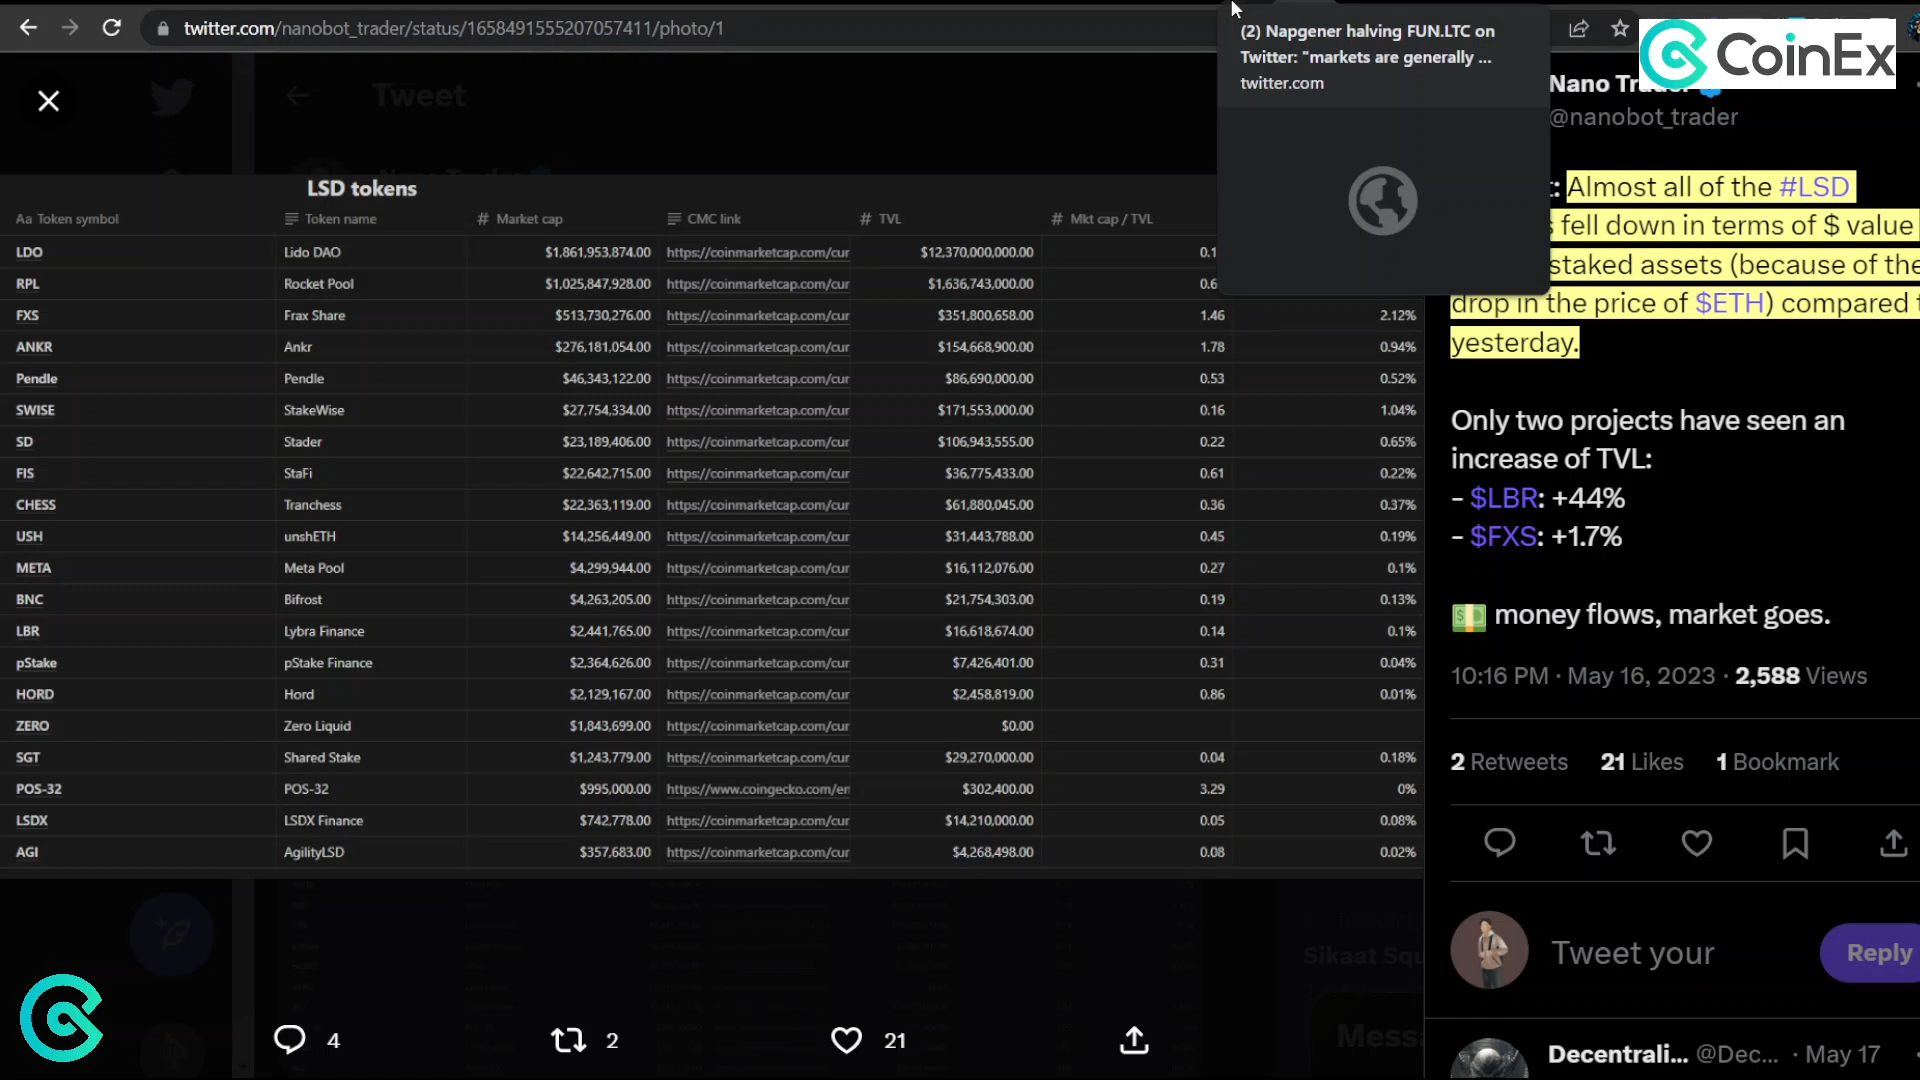 twitter.com/nanobot_trader/status/1658491555207057411/photo/1
(2) Napgener halving FUN.LTC on
Twitter: "markets are generally ...
twitter.com
CoinEx
Tweet
Nano Trader
@nanobot_trader
LSD tokens
Aa Token symbol Token name # Market cap CMC link # TVL # Mkt cap / TVL
LDO Lido DAO $1,861,953,874.00 https://coinmarketcap.com/cur $12,370,000,000.00 0.1
RPL Rocket Pool $1,025,847,928.00 https://coinmarketcap.com/cur $1,636,743,000.00 0.6
FXS Frax Share $513,730,276.00 https://coinmarketcap.com/cur $351,800,658.00 1.46 2.12%
ANKR Ankr $276,181,054.00 https://coinmarketcap.com/cur $154,668,900.00 1.78 0.94%
Pendle Pendle $46,343,122.00 https://coinmarketcap.com/cur $86,690,000.00 0.53 0.52%
SWISE StakeWise $27,754,334.00 https://coinmarketcap.com/cur $171,553,000.00 0.16 1.04%
SD Stader $23,189,406.00 https://coinmarketcap.com/cur $106,943,555.00 0.22 0.65%
FIS StaFi $22,642,715.00 https://coinmarketcap.com/cur $36,775,433.00 0.61 0.22%
CHESS Tranchess $22,363,119.00 https://coinmarketcap.com/cur $61,880,045.00 0.36 0.37%
USH unshETH $14,256,449.00 https://coinmarketcap.com/cur $31,443,788.00 0.45 0.19%
META Meta Pool $4,299,944.00 https://coinmarketcap.com/cur $16,112,076.00 0.27 0.1%
BNC Bifrost $4,263,205.00 https://coinmarketcap.com/cur $21,754,303.00 0.19 0.13%
LBR Lybra Finance $2,441,765.00 https://coinmarketcap.com/cur $16,618,674.00 0.14 0.1%
pStake pStake Finance $2,364,626.00 https://coinmarketcap.com/cur $7,426,401.00 0.31 0.04%
HORD Hord $2,129,167.00 https://coinmarketcap.com/cur $2,458,819.00 0.86 0.01%
ZERO Zero Liquid $1,843,699.00 https://coinmarketcap.com/cur $0.00
SGT Shared Stake $1,243,779.00 https://coinmarketcap.com/cur $29,270,000.00 0.04 0.18%
POS-32 POS-32 $995,000.00 https://www.coingecko.com/en $302,400.00 3.29 0%
LSDX LSDX Finance $742,778.00 https://coinmarketcap.com/cur $14,210,000.00 0.05 0.08%
AGI AgilityLSD $357,683.00 https://coinmarketcap.com/cur $4,268,498.00 0.08 0.02%
t: Almost all of the #LSD
s fell down in terms of $ value
staked assets (because of the
drop in the price of $ETH) compared t
yesterday.
Only two projects have seen an
increase of TVL:
- $LBR: +44%
- $FXS: +1.7%
money flows, market goes.
10:16 PM · May 16, 2023 · 2,588 Views
2 Retweets 21 Likes 1 Bookmark
Tweet your
Reply
Sikaat Squ
Messa
4 2 21
Decentrali... @Dec... · May 17